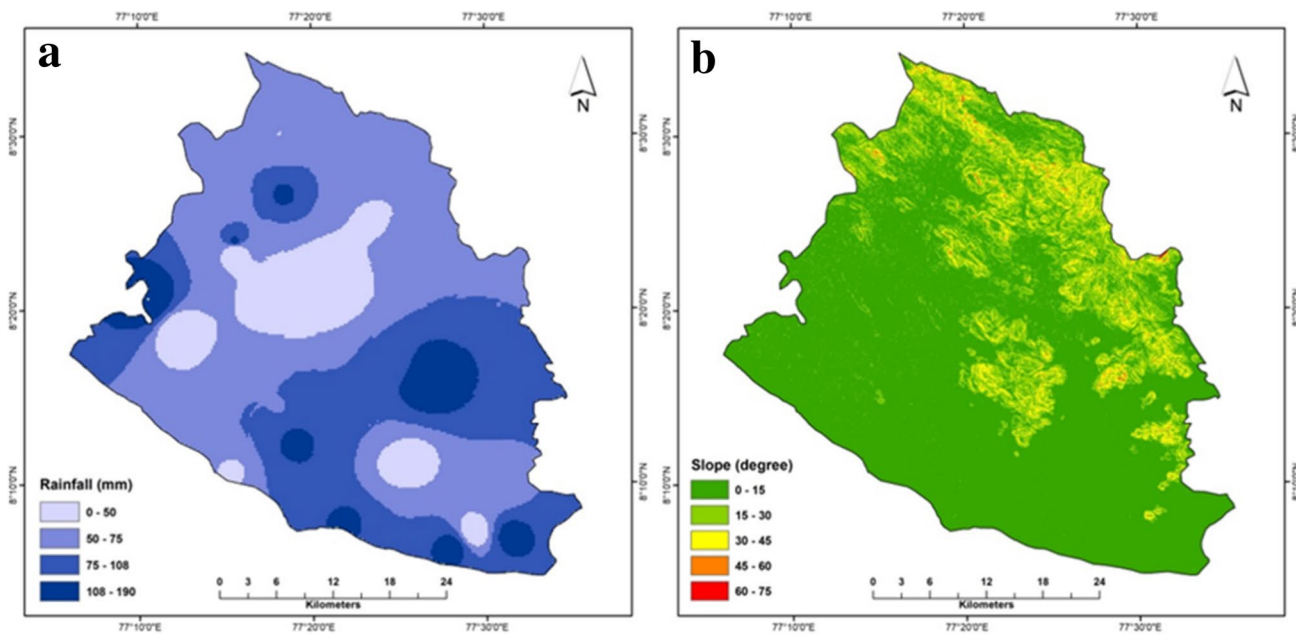 77°10'0"E 77°20'0"E 77°30'0"E
a
N
8°30'0"N 8°30'0"N
8°20'0"N 8°20'0"N
8°10'0"N 8°10'0"N
Rainfall (mm)
0 - 50
50 - 75
75 - 108
108 - 190
0 3 6 12 18 24
Kilometers
77°10'0"E 77°20'0"E 77°30'0"E
77°10'0"E 77°20'0"E 77°30'0"E
b
N
Slope (degree)
0 - 15
15 - 30
30 - 45
45 - 60
60 - 75
0 3 6 12 18 24
Kilometers
77°10'0"E 77°20'0"E 77°30'0"E